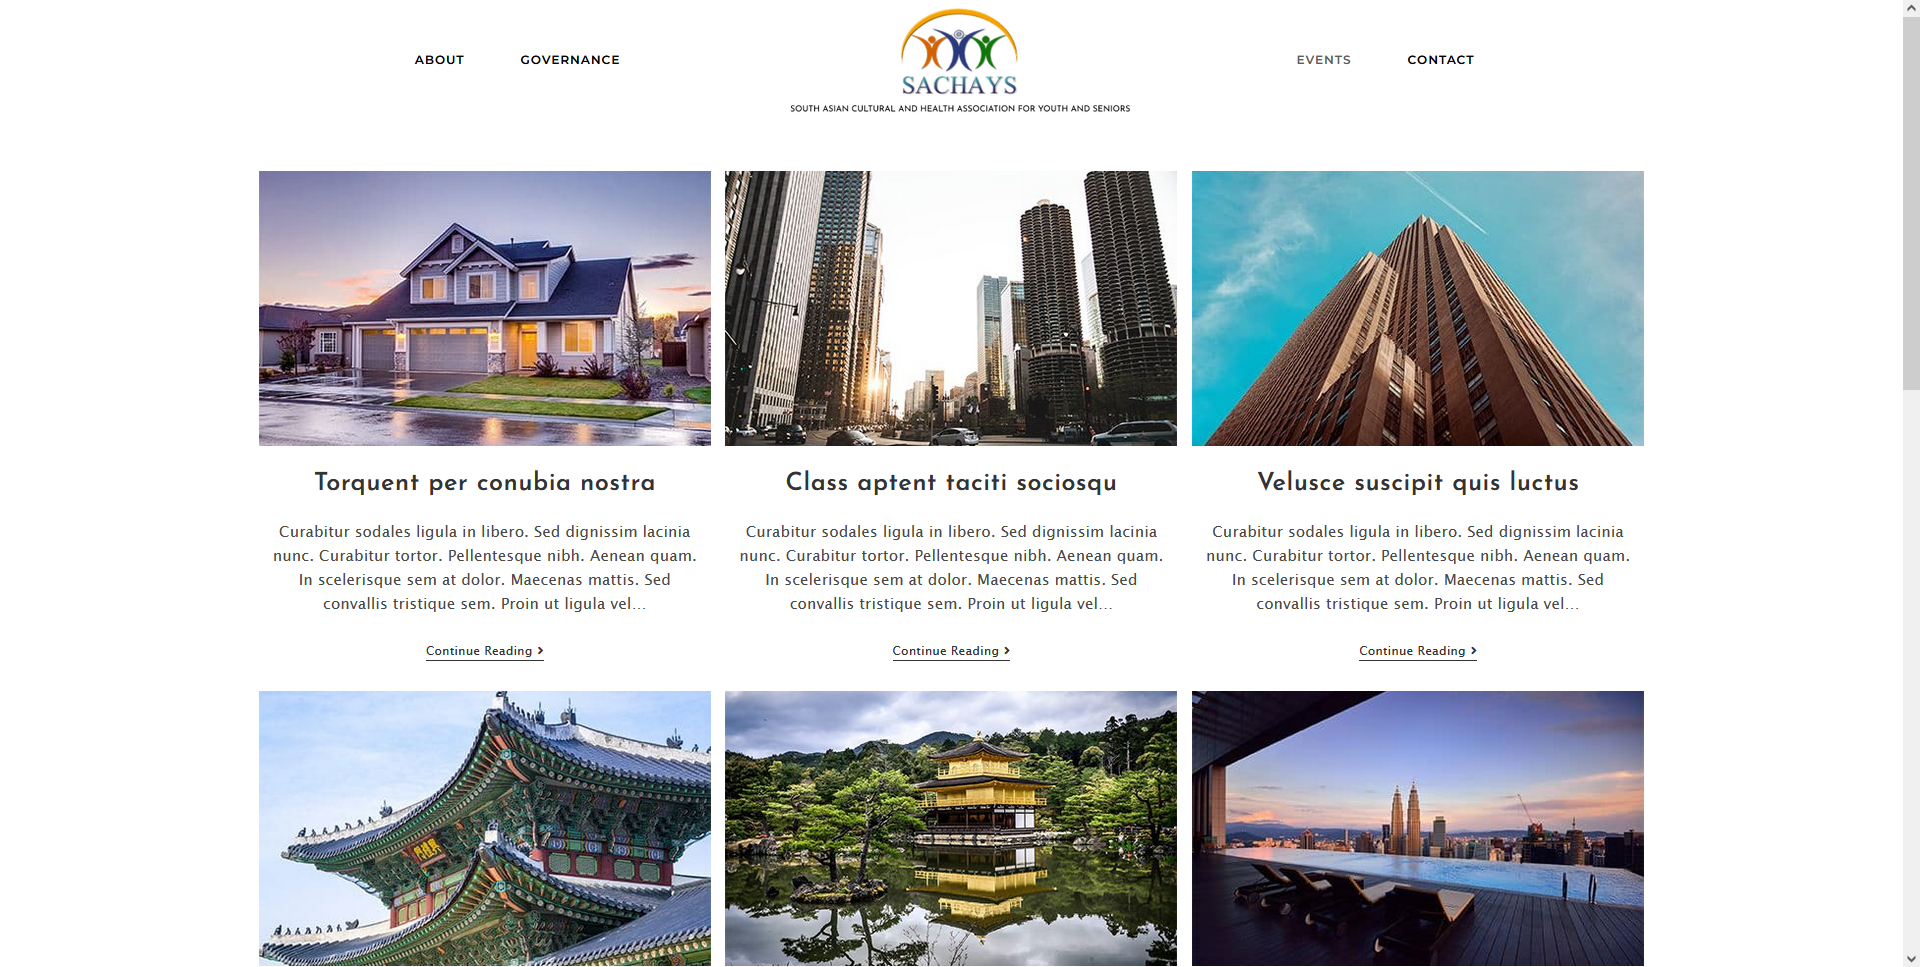 ABOUT
GOVERNANCE
SACHAYS
SOUTH ASIAN CULTURAL AND HEALTH ASSOCIATION FOR YOUTH AND SENIORS
EVENTS
CONTACT
Torquent per conubia nostra
Curabitur sodales ligula in libero. Sed dignissim lacinia
nunc. Curabitur tortor. Pellentesque nibh. Aenean quam.
In scelerisque sem at dolor. Maecenas mattis. Sed
convallis tristique sem. Proin ut ligula vel…
Continue Reading
Class aptent taciti sociosqu
Curabitur sodales ligula in libero. Sed dignissim lacinia
nunc. Curabitur tortor. Pellentesque nibh. Aenean quam.
In scelerisque sem at dolor. Maecenas mattis. Sed
convallis tristique sem. Proin ut ligula vel…
Continue Reading
Velusce suscipit quis luctus
Curabitur sodales ligula in libero. Sed dignissim lacinia
nunc. Curabitur tortor. Pellentesque nibh. Aenean quam.
In scelerisque sem at dolor. Maecenas mattis. Sed
convallis tristique sem. Proin ut ligula vel…
Continue Reading